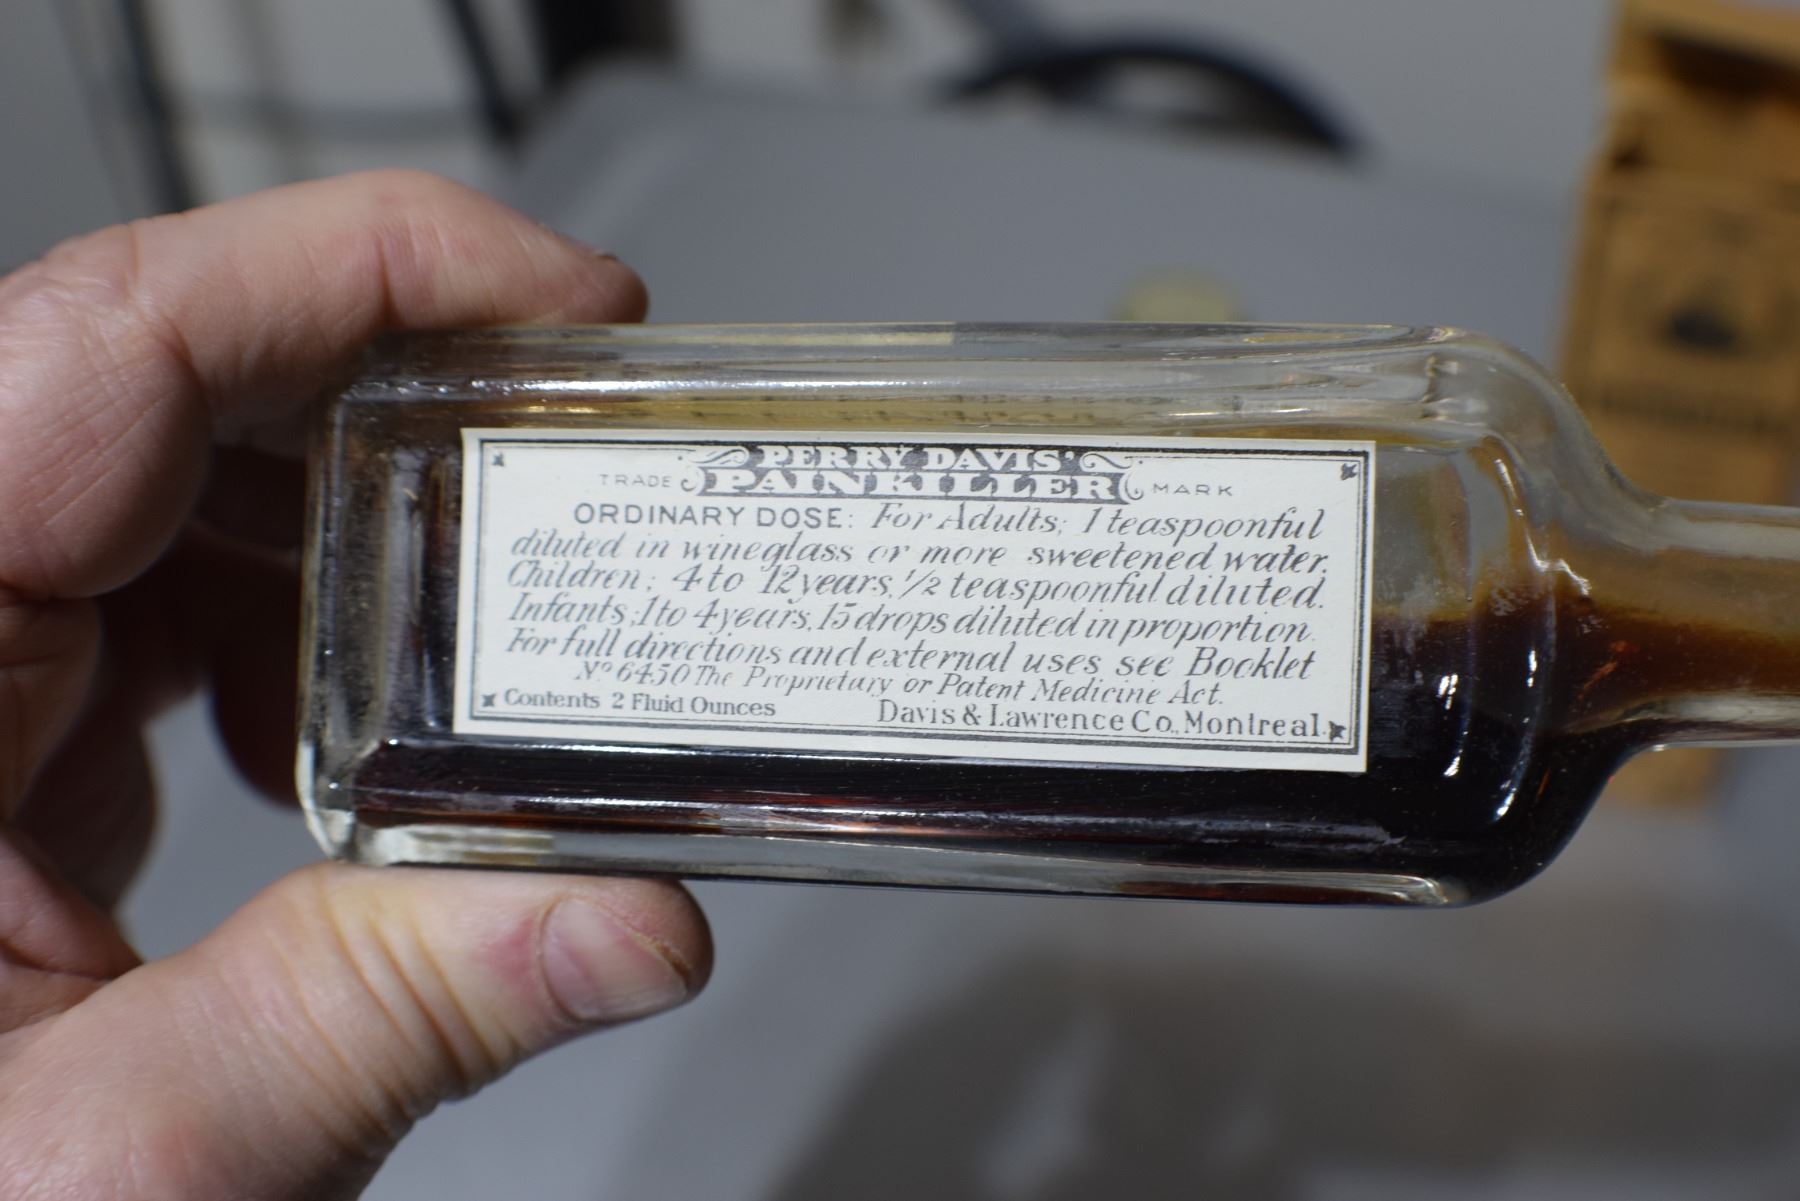 PERRY DAVIS'
TRADE PAINKILLER MARK
ORDINARY DOSE: For Adults; 1 teaspoonful
diluted in wineglass or more sweetened water.
Children; 4 to 12 years, 1/2 teaspoonful diluted.
Infants; 1 to 4 years, 15 drops diluted in proportion.
For full directions and external uses see Booklet
No 6450 The Proprietary or Patent Medicine Act.
Contents 2 Fluid Ounces Davis & Lawrence Co., Montreal.